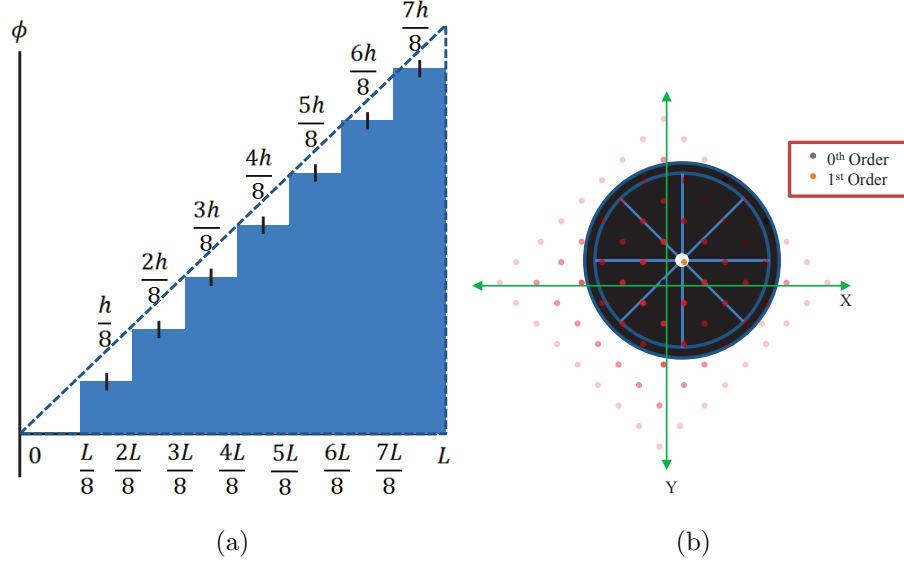 ϕ
h/8
2h/8
3h/8
4h/8
5h/8
6h/8
7h/8
0 L/8 2L/8 3L/8 4L/8 5L/8 6L/8 7L/8 L
(a)
0th Order
1st Order
X
Y
(b)